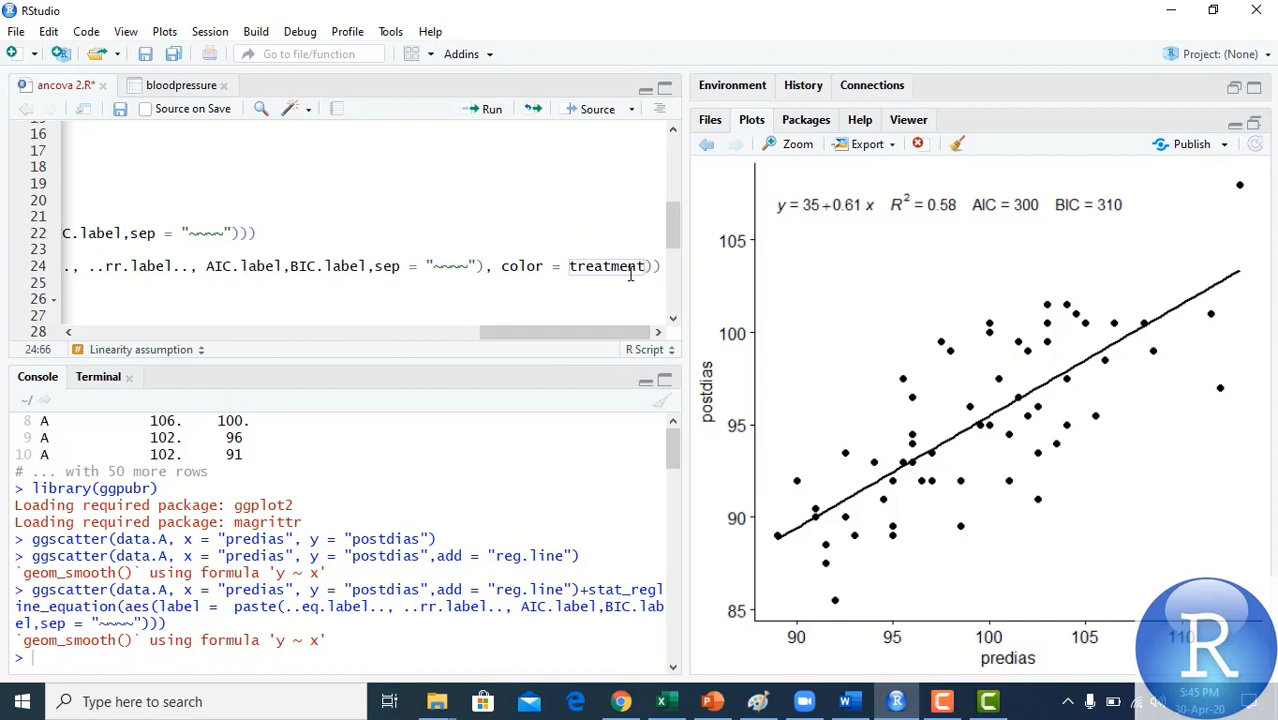 RStudio
File Edit Code View Plots Session Build Debug Profile Tools Help
Go to file/function Addins Project: (None)
ancova 2.R* blood​pressure
Source on Save Run Source
16
17
18
19
20
21
22 C.label,sep = "~~~~")))
23
24 ., ..rr.label.., AIC.label,BIC.label,sep = "~~~~"), color = treatment))
25
26
28
24:66 Linearity assumption R Script
Console Terminal
~/
8 A 106. 100.
9 A 102. 96
10 A 102. 91
# ... with 50 more rows
> library(ggpubr)
Loading required package: ggplot2
Loading required package: magrittr
> ggscatter(data.A, x = "predias", y = "postdias")
> ggscatter(data.A, x = "predias", y = "postdias",add = "reg.line")
`geom_smooth()` using formula 'y ~ x'
> ggscatter(data.A, x = "predias", y = "postdias",add = "reg.line")+stat_reg
line_equation(aes(label = paste(..eq.label.., ..rr.label.., AIC.label,BIC.lab
el,sep = "~~~~")))
`geom_smooth()` using formula 'y ~ x'
>
Environment History Connections
Files Plots Packages Help Viewer
Zoom Export Publish
y = 35+0.61 x R² = 0.58 AIC = 300 BIC = 310
105
100
95
90
85
postdias
90 95 100 105 110
predias
R
Type here to search
5:45 PM
30-Apr-20